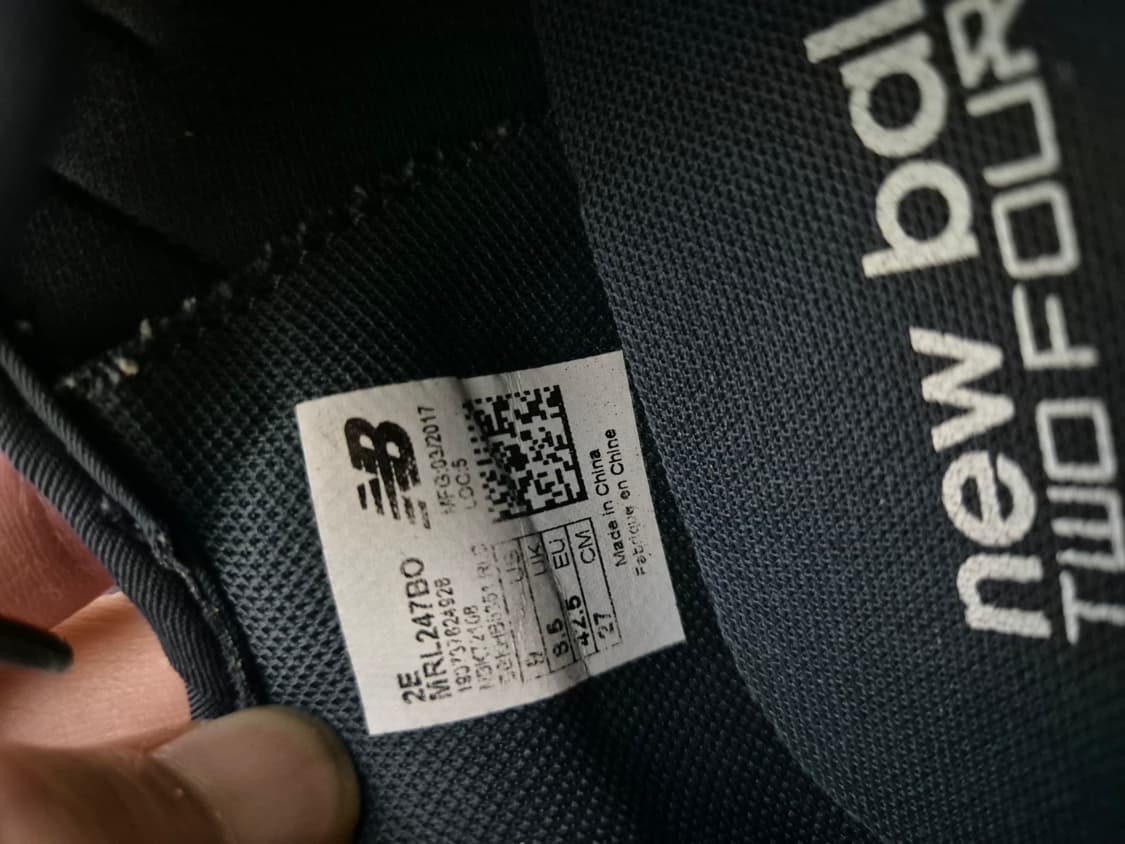 new bal
TWO FOUR
NB
2E
MRL247BO
MFG:03/2017
LOC:5
US
8.5 UK
42.5 EU
27 CM
Made in China
Fabriqué en Chine